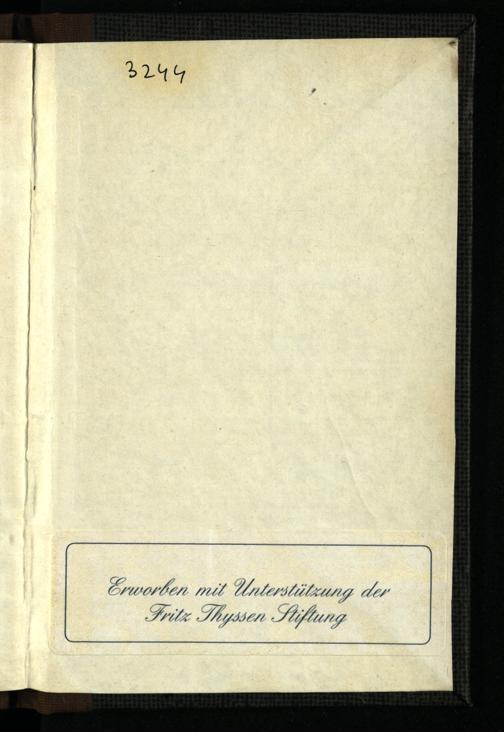 3244
Erworben mit Unterstützung der
Fritz Thyssen Stiftung